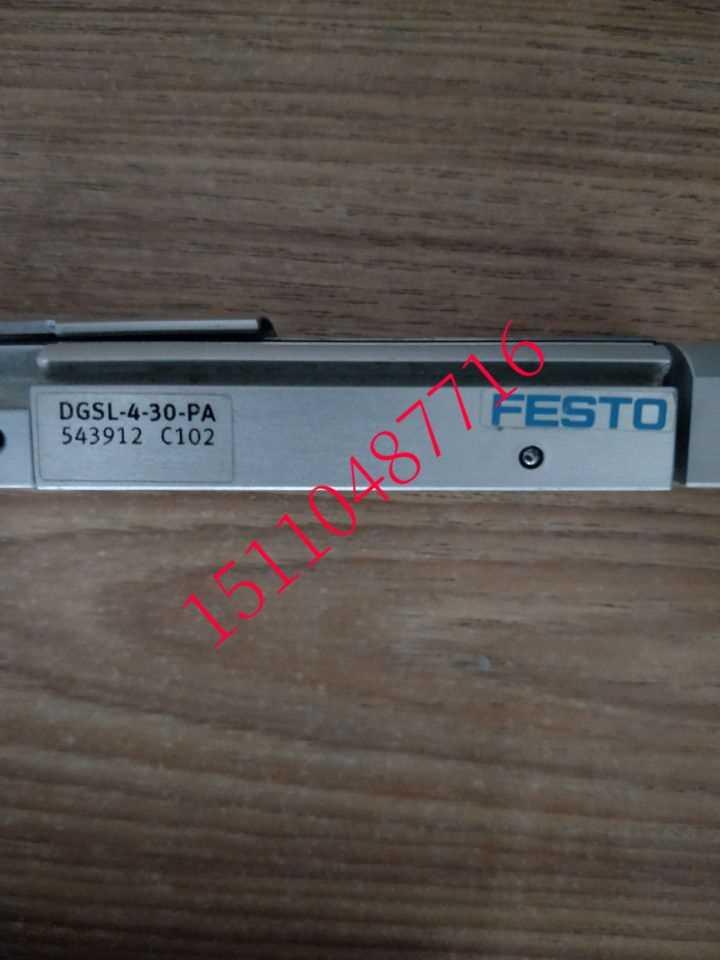 DGSL-4-30-PA
543912 C102
FESTO
15110487716